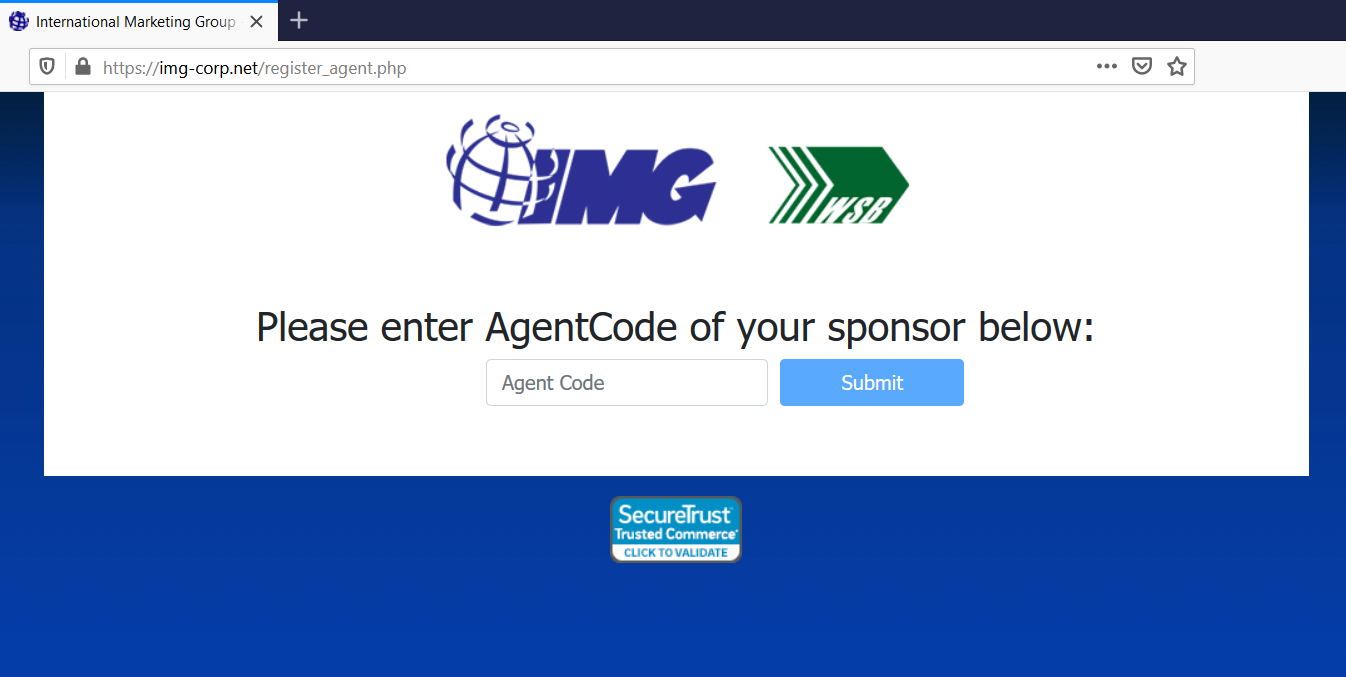 International Marketing Group
https://img-corp.net/register_agent.php
IMG
WSB
Please enter AgentCode of your sponsor below:
Agent Code
Submit
SecureTrust™
Trusted Commerce®
CLICK TO VALIDATE